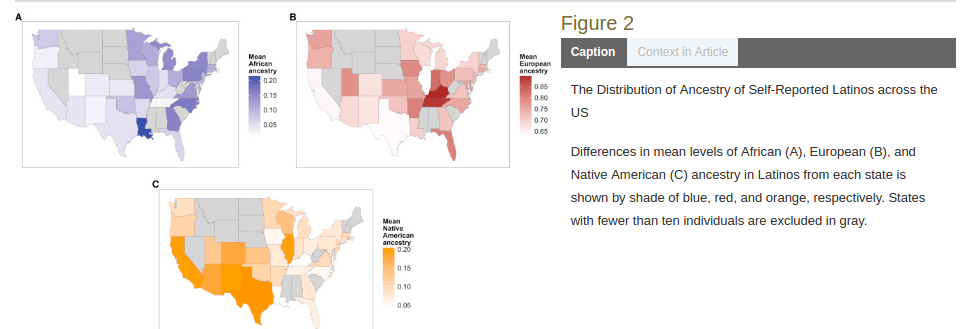 A
Mean
African
ancestry
0.20
0.15
0.10
0.05
B
Mean
European
ancestry
0.85
0.80
0.75
0.70
0.65
C
Mean
Native
American
ancestry
0.20
0.15
0.10
0.05
Figure 2
Caption
Context in Article
The Distribution of Ancestry of Self-Reported Latinos across the
US
Differences in mean levels of African (A), European (B), and
Native American (C) ancestry in Latinos from each state is
shown by shade of blue, red, and orange, respectively. States
with fewer than ten individuals are excluded in gray.